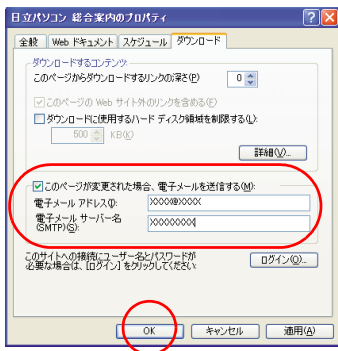 日立パソコン 総合案内のプロパティ
全般 Web ドキュメント スケジュール ダウンロード
ダウンロードするコンテンツ
このページからダウンロードするリンクの深さ(P) 0
このページの Web サイト外のリンクを含める(F)
ダウンロードに使用するハード ディスク領域を制限する(L):
500 KB(K)
詳細(V)...
このページが変更された場合、電子メールを送信する(M):
電子メール アドレス(I): XXXX@XXXX
電子メール サーバー名 (SMTP)(S): XXXXXXXXX
このサイトへの接続にユーザー名とパスワードが
必要な場合は、[ログイン] をクリックしてください:
ログイン(O)...
OK キャンセル 適用(A)